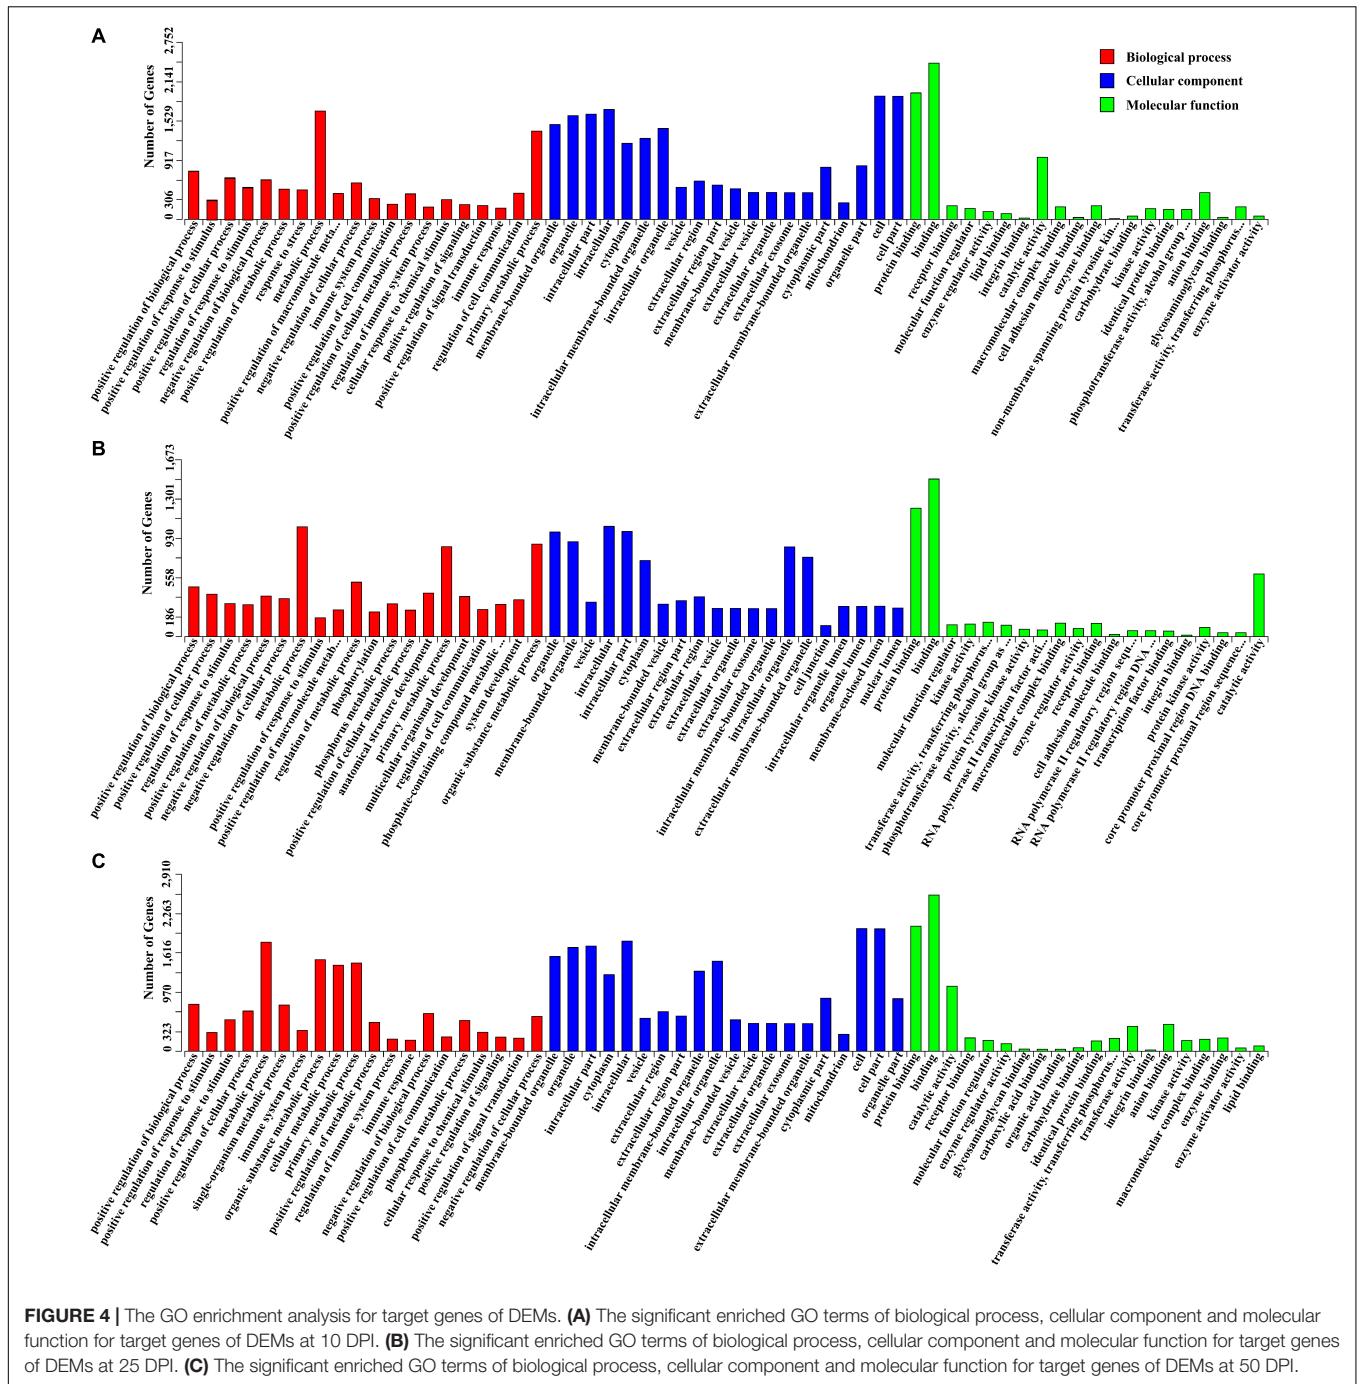 A
Number of Genes
0 306 917 1,529 2,141 2,752
Biological process
Cellular component
Molecular function
positive regulation of biological process
positive regulation of response to stimulus
positive regulation of cellular process
regulation of response to stimulus
negative regulation of biological process
positive regulation of metabolic process
response to stress
metabolic process
positive regulation of macromolecule meta...
negative regulation of cellular process
immune system process
positive regulation of cell communication
positive regulation of cellular metabolic process
regulation of immune system process
cellular response to chemical stimulus
positive regulation of signaling
positive regulation of signal transduction
immune response
regulation of cell communication
primary metabolic process
membrane-bounded organelle
organelle
intracellular part
intracellular
cytoplasm
intracellular membrane-bounded organelle
intracellular organelle
vesicle
extracellular region
extracellular region part
membrane-bounded vesicle
extracellular vesicle
extracellular organelle
extracellular exosome
extracellular membrane-bounded organelle
cytoplasmic part
mitochondrion
organelle part
cell
cell part
protein binding
binding
receptor binding
molecular function regulator
enzyme regulator activity
lipid binding
integrin binding
catalytic activity
macromolecular complex binding
cell adhesion molecule binding
enzyme binding
non-membrane spanning protein tyrosine kin...
carbohydrate binding
kinase activity
identical protein binding
phosphotransferase activity, alcohol group ...
anion binding
glycosaminoglycan binding
transferase activity, transferring phosphorus...
enzyme activator activity
B
Number of Genes
0 186 558 930 1,301 1,673
positive regulation of biological process
positive regulation of cellular process
regulation of response to stimulus
positive regulation of metabolic process
negative regulation of biological process
negative regulation of cellular process
metabolic process
positive regulation of response to stimulus
positive regulation of macromolecule metab...
regulation of metabolic process
phosphorylation
phosphorus metabolic process
positive regulation of cellular metabolic process
anatomical structure development
primary metabolic process
multicellular organismal development
regulation of cell communication
phosphate-containing compound metabolic ...
system development
organic substance metabolic process
organelle
membrane-bounded organelle
vesicle
intracellular
intracellular part
cytoplasm
membrane-bounded vesicle
extracellular region part
extracellular region
extracellular vesicle
extracellular organelle
extracellular exosome
extracellular membrane-bounded organelle
intracellular organelle
intracellular membrane-bounded organelle
cell junction
intracellular organelle lumen
organelle lumen
membrane-enclosed lumen
nuclear lumen
protein binding
binding
molecular function regulator
kinase activity
transferase activity, transferring phosphorus...
phosphotransferase activity, alcohol group as ...
protein tyrosine kinase activity
RNA polymerase II transcription factor acti...
macromolecular complex binding
enzyme regulator activity
receptor binding
cell adhesion molecule binding
RNA polymerase II regulatory region sequ...
RNA polymerase II regulatory region DNA ...
transcription factor binding
integrin binding
protein kinase activity
core promoter proximal region DNA binding
core promoter proximal region sequence...
catalytic activity
C
Number of Genes
0 323 970 1,616 2,263 2,910
positive regulation of biological process
positive regulation of response to stimulus
regulation of response to stimulus
positive regulation of cellular process
metabolic process
single-organism metabolic process
immune system process
organic substance metabolic process
cellular metabolic process
primary metabolic process
positive regulation of metabolic process
regulation of immune system process
immune response
negative regulation of biological process
positive regulation of cell communication
phosphorus metabolic process
cellular response to chemical stimulus
positive regulation of signaling
positive regulation of signal transduction
negative regulation of cellular process
membrane-bounded organelle
organelle
intracellular part
cytoplasm
intracellular
vesicle
extracellular region
extracellular region part
intracellular membrane-bounded organelle
intracellular organelle
membrane-bounded vesicle
extracellular vesicle
extracellular organelle
extracellular exosome
extracellular membrane-bounded organelle
cytoplasmic part
mitochondrion
cell
cell part
organelle part
protein binding
binding
catalytic activity
receptor binding
molecular function regulator
enzyme regulator activity
glycosaminoglycan binding
carboxylic acid binding
organic acid binding
carbohydrate binding
identical protein binding
transferase activity, transferring phosphorus...
transferase activity
integrin binding
anion binding
kinase activity
macromolecular complex binding
enzyme binding
enzyme activator activity
lipid binding
FIGURE 4 | The GO enrichment analysis for target genes of DEMs. (A) The significant enriched GO terms of biological process, cellular component and molecular
function for target genes of DEMs at 10 DPI. (B) The significant enriched GO terms of biological process, cellular component and molecular function for target genes
of DEMs at 25 DPI. (C) The significant enriched GO terms of biological process, cellular component and molecular function for target genes of DEMs at 50 DPI.